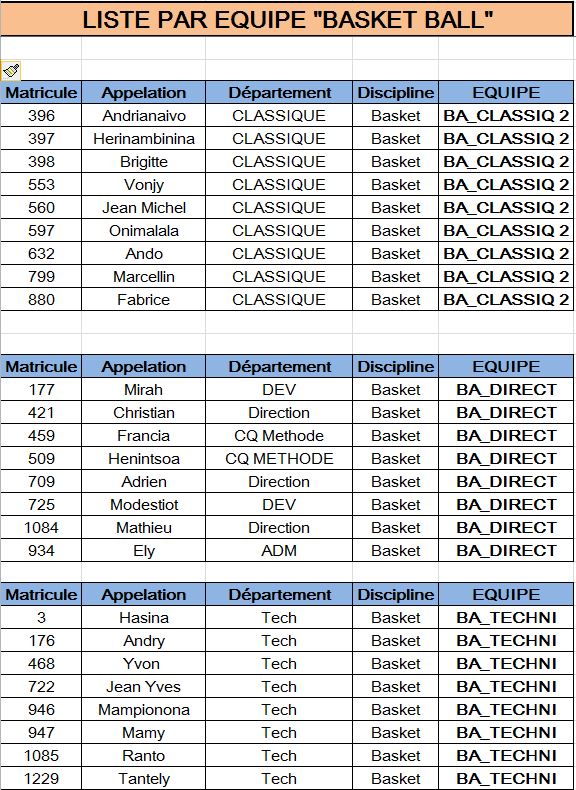 LISTE PAR EQUIPE "BASKET BALL"
Matricule Appelation Département Discipline EQUIPE
396 Andrianaivo CLASSIQUE Basket BA_CLASSIQ 2
397 Herinambinina CLASSIQUE Basket BA_CLASSIQ 2
398 Brigitte CLASSIQUE Basket BA_CLASSIQ 2
553 Vonjy CLASSIQUE Basket BA_CLASSIQ 2
560 Jean Michel CLASSIQUE Basket BA_CLASSIQ 2
597 Onimalala CLASSIQUE Basket BA_CLASSIQ 2
632 Ando CLASSIQUE Basket BA_CLASSIQ 2
799 Marcellin CLASSIQUE Basket BA_CLASSIQ 2
880 Fabrice CLASSIQUE Basket BA_CLASSIQ 2
Matricule Appelation Département Discipline EQUIPE
177 Mirah DEV Basket BA_DIRECT
421 Christian Direction Basket BA_DIRECT
459 Francia CQ Methode Basket BA_DIRECT
509 Henintsoa CQ METHODE Basket BA_DIRECT
709 Adrien Direction Basket BA_DIRECT
725 Modestiot DEV Basket BA_DIRECT
1084 Mathieu Direction Basket BA_DIRECT
934 Ely ADM Basket BA_DIRECT
Matricule Appelation Département Discipline EQUIPE
3 Hasina Tech Basket BA_TECHNI
176 Andry Tech Basket BA_TECHNI
468 Yvon Tech Basket BA_TECHNI
722 Jean Yves Tech Basket BA_TECHNI
946 Mampionona Tech Basket BA_TECHNI
947 Mamy Tech Basket BA_TECHNI
1085 Ranto Tech Basket BA_TECHNI
1229 Tantely Tech Basket BA_TECHNI